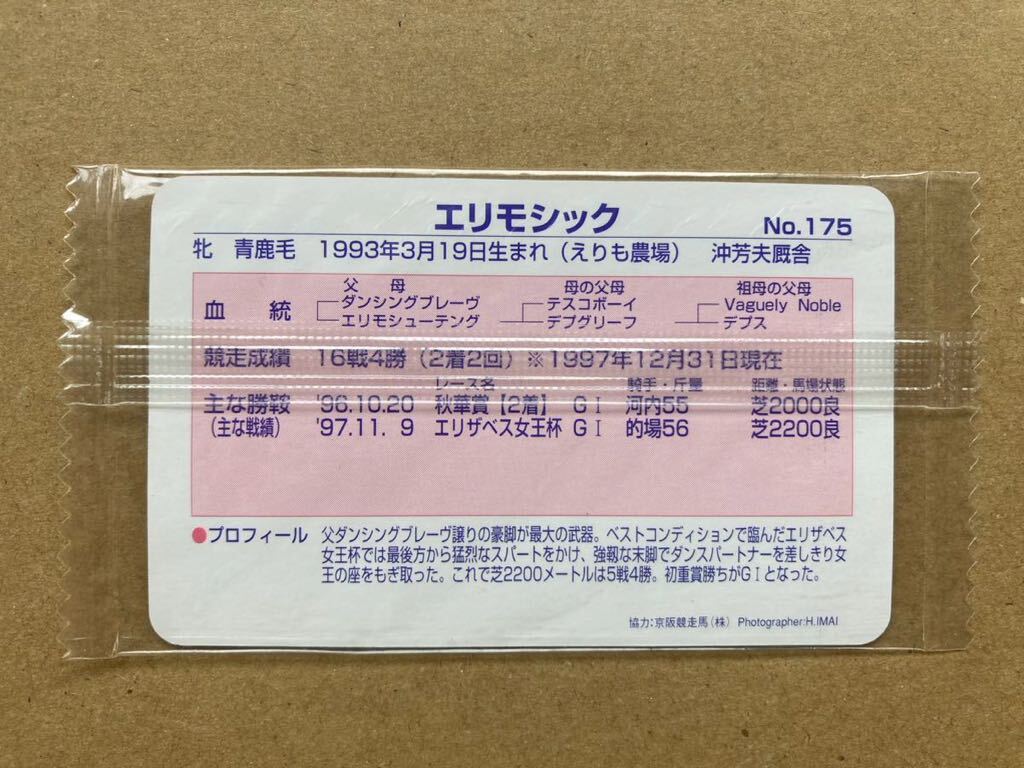 エリモシック No.175
牝 青鹿毛 1993年3月19日生まれ（えりも農場） 沖芳夫厩舎
父 母 母の父母 祖母の父母
血統 ダンシングブレーヴ テスコボーイ Vaguely Noble
エリモシューテング デプグリーフ デプス
競走成績 16戦4勝（2着2回）※1997年12月31日現在
レース名 騎手・斤量 距離・馬場状態
主な勝鞍 '96.10.20 秋華賞【2着】 GⅠ 河内55 芝2000良
（主な戦績） '97.11. 9 エリザベス女王杯 GⅠ 的場56 芝2200良
●プロフィール 父ダンシングブレーヴ譲りの豪脚が最大の武器。ベストコンディションで臨んだエリザベス
女王杯では最後方から猛烈なスパートをかけ、強靱な末脚でダンスパートナーを差しきり女
王の座をもぎ取った。これで芝2200メートルは5戦4勝。初重賞勝ちがGⅠとなった。
協力:京阪競走馬（株） Photographer:H.IMAI